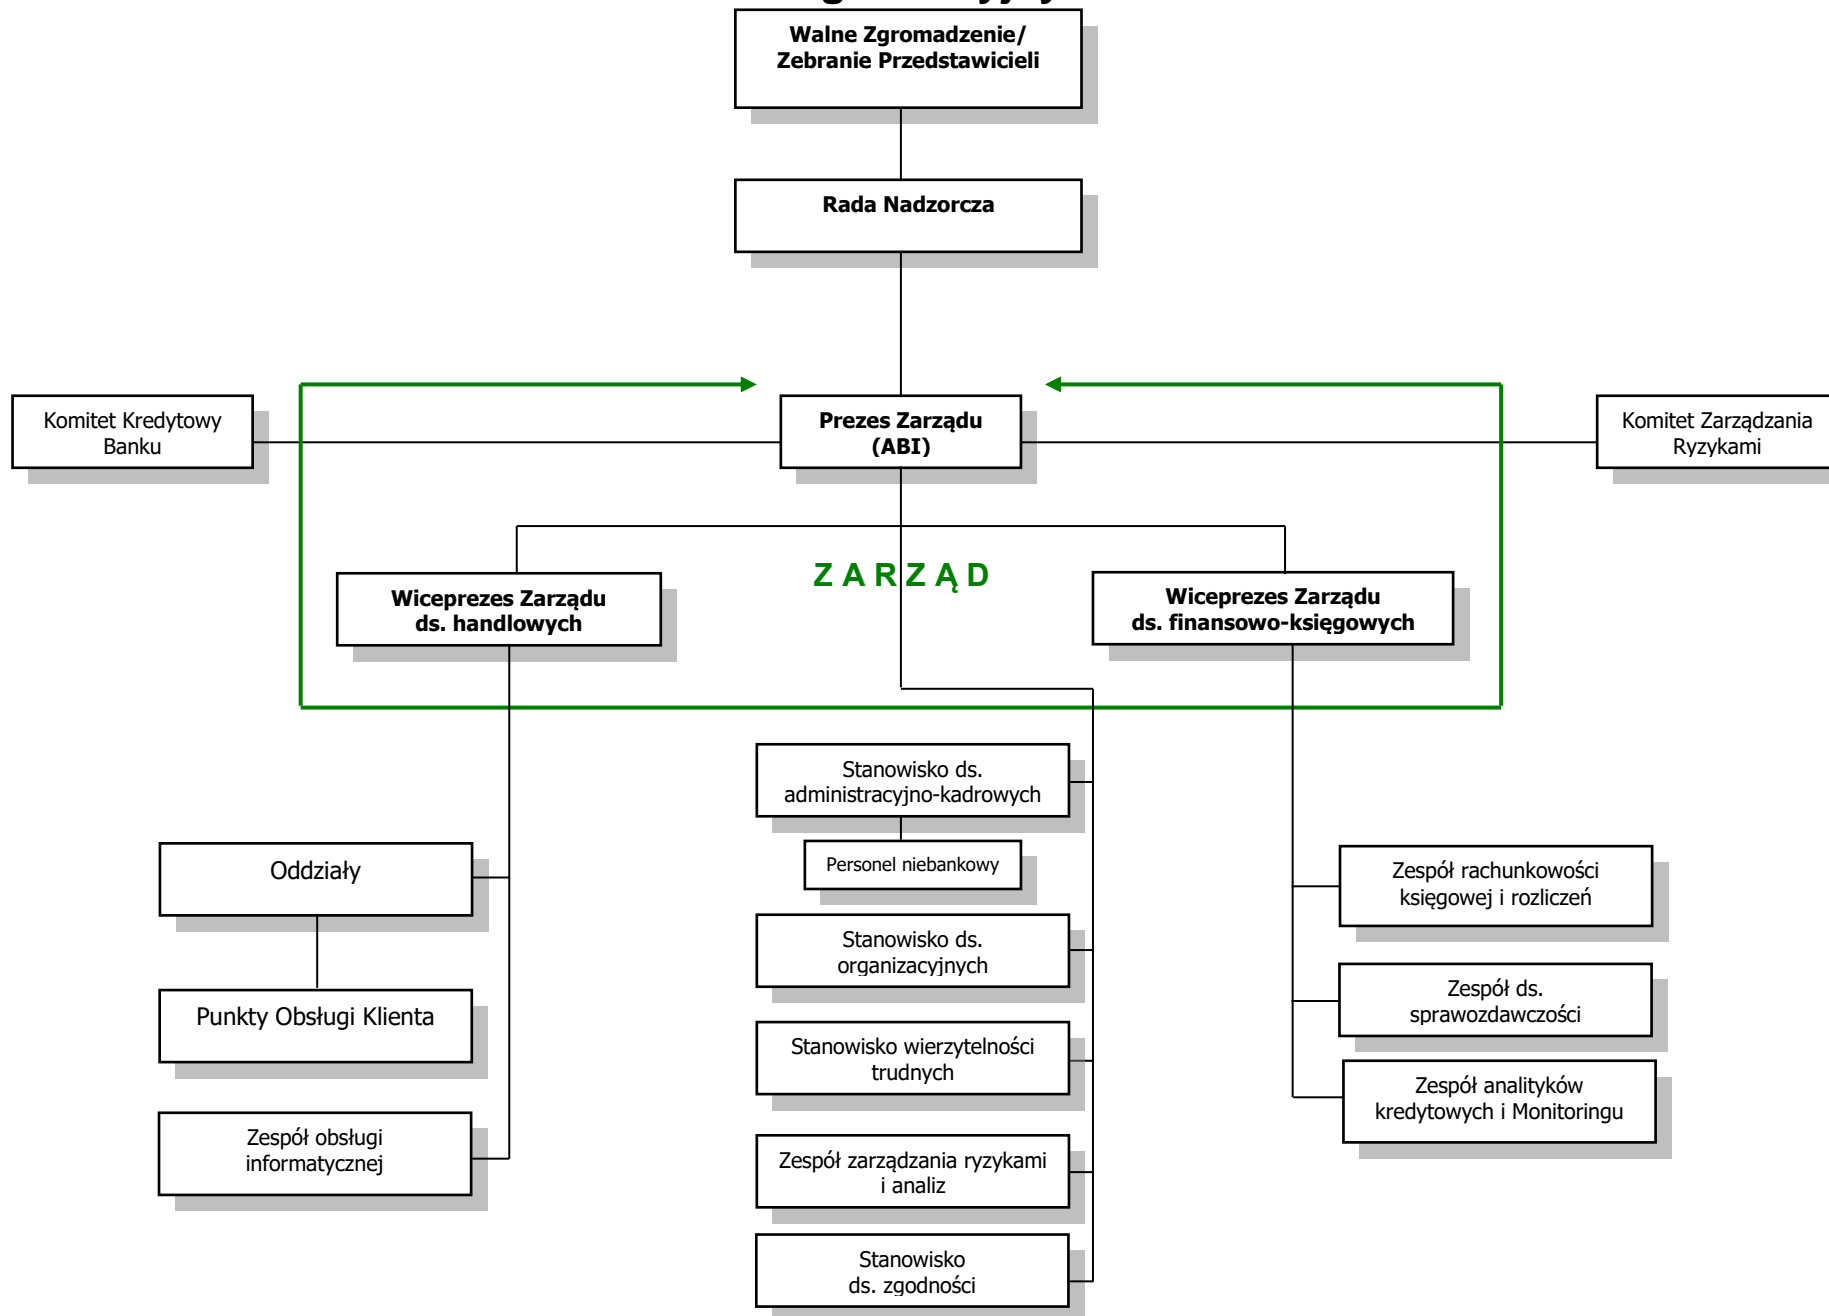 Walne Zgromadzenie/
Zebranie Przedstawicieli
Rada Nadzorcza
Komitet Kredytowy
Banku
Prezes Zarządu
(ABI)
Komitet Zarządzania
Ryzykami
Z A R Z Ą D
Wiceprezes Zarządu
ds. handlowych
Wiceprezes Zarządu
ds. finansowo-księgowych
Oddziały
Punkty Obsługi Klienta
Zespół obsługi
informatycznej
Stanowisko ds.
administracyjno-kadrowych
Personel niebankowy
Stanowisko ds.
organizacyjnych
Stanowisko wierzytelności
trudnych
Zespół zarządzania ryzykami
i analiz
Stanowisko
ds. zgodności
Zespół rachunkowości
księgowej i rozliczeń
Zespół ds.
sprawozdawczości
Zespół analityków
kredytowych i Monitoringu